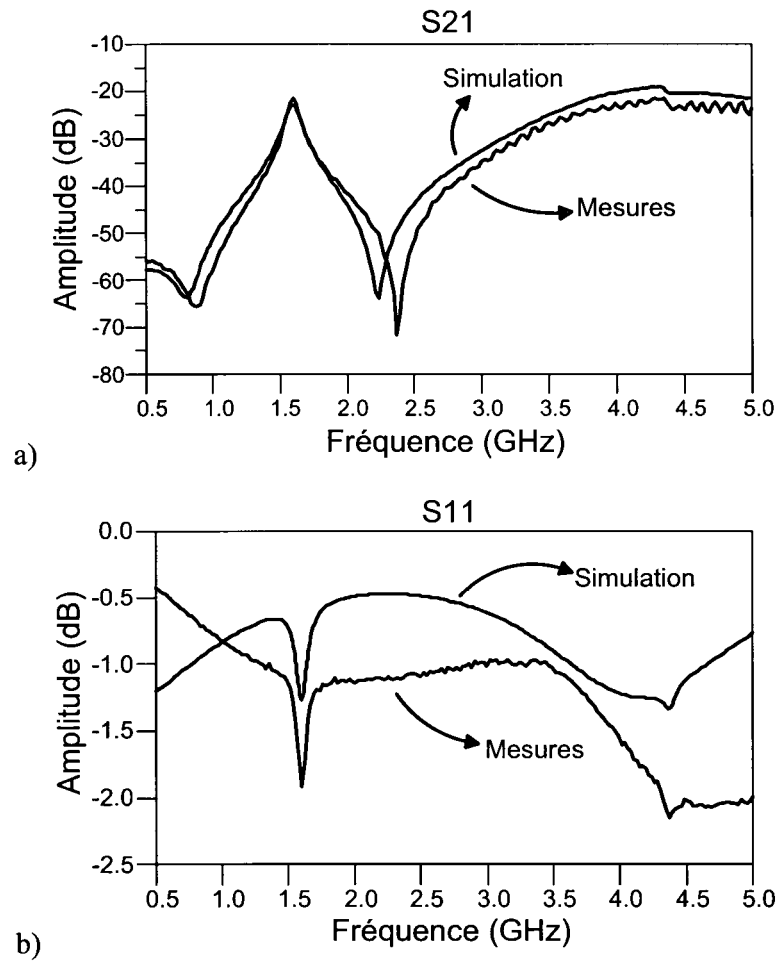 S21
-10
-20
-30
-40
-50
-60
-70
-80
Amplitude (dB)
Simulation
Mesures
0.5 1.0 1.5 2.0 2.5 3.0 3.5 4.0 4.5 5.0
Fréquence (GHz)
a)
S11
0.0
-0.5
-1.0
-1.5
-2.0
-2.5
Amplitude (dB)
Simulation
Mesures
0.5 1.0 1.5 2.0 2.5 3.0 3.5 4.0 4.5 5.0
Fréquence (GHz)
b)